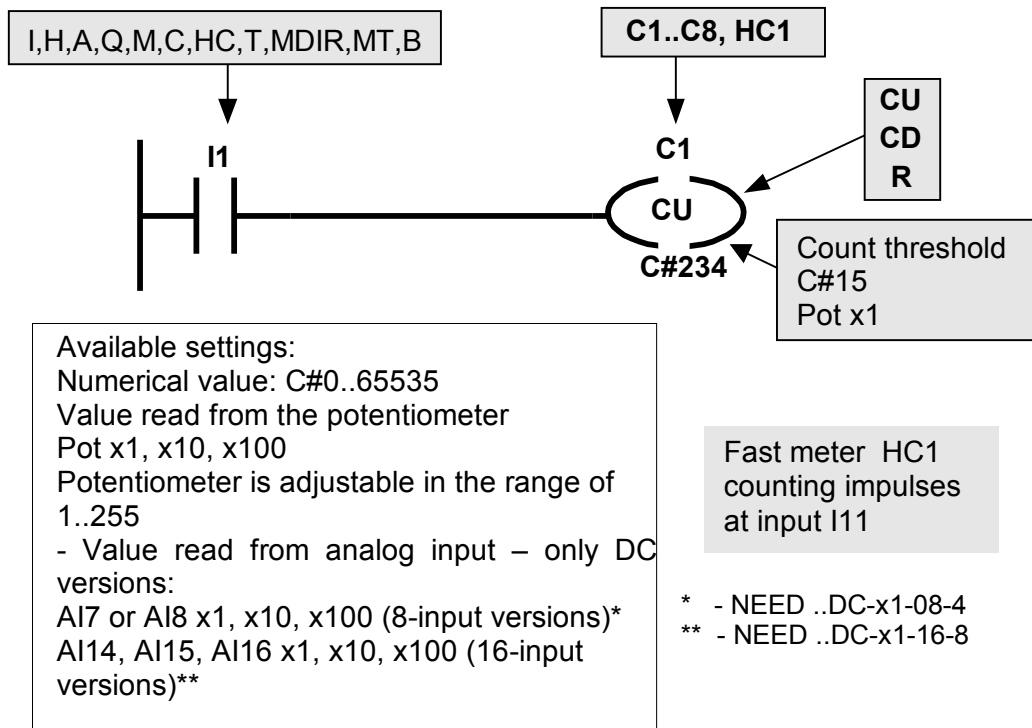 I,H,A,Q,M,C,HC,T,MDIR,MT,B
C1..C8, HC1
CU
CD
R
I1
C1
CU
C#234
Count threshold
C#15
Pot x1
Available settings:
Numerical value: C#0..65535
Value read from the potentiometer
Pot x1, x10, x100
Potentiometer is adjustable in the range of
1..255
- Value read from analog input – only DC
versions:
AI7 or AI8 x1, x10, x100 (8-input versions)*
AI14, AI15, AI16 x1, x10, x100 (16-input
versions)**
Fast meter HC1
counting impulses
at input I11
* - NEED ..DC-x1-08-4
** - NEED ..DC-x1-16-8